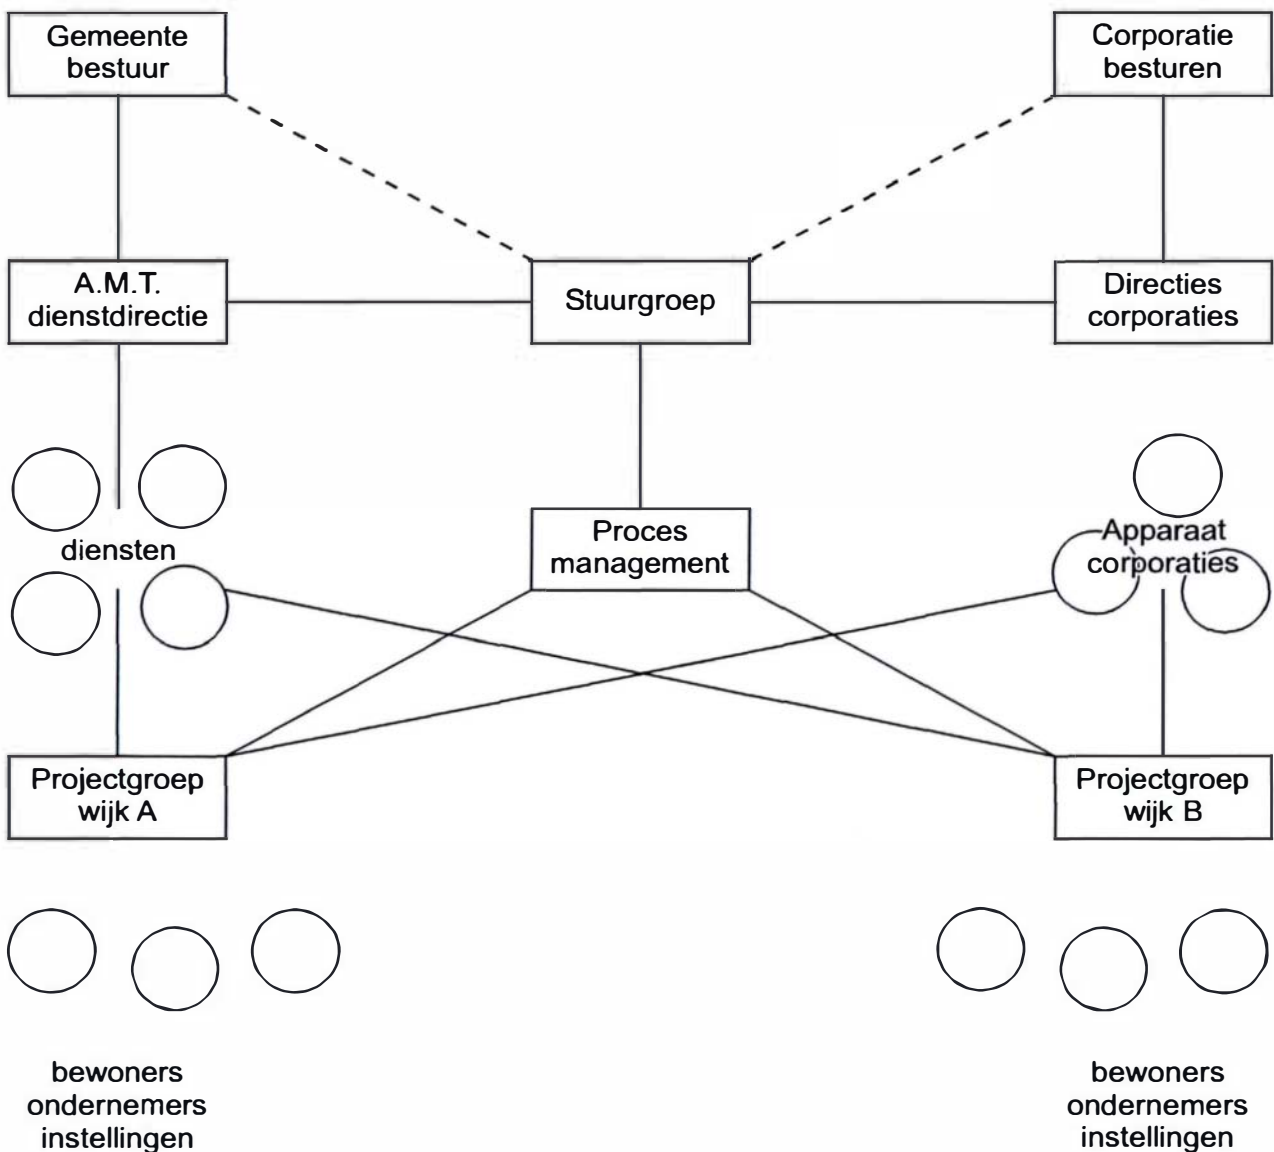 Gemeente
bestuur
Corporatie
besturen
A.M.T.
dienstdirectie
Stuurgroep
Directies
corporaties
diensten
Proces
management
Apparaat
corporaties
Projectgroep
wijk A
Projectgroep
wijk B
bewoners
ondernemers
instellingen
bewoners
ondernemers
instellingen